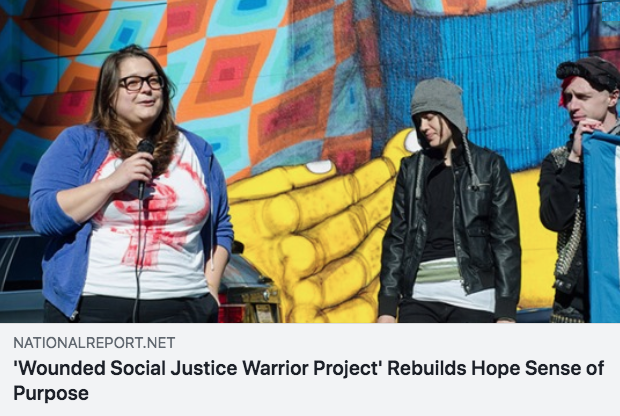 NATIONALREPORT.NET
'Wounded Social Justice Warrior Project' Rebuilds Hope Sense of
Purpose